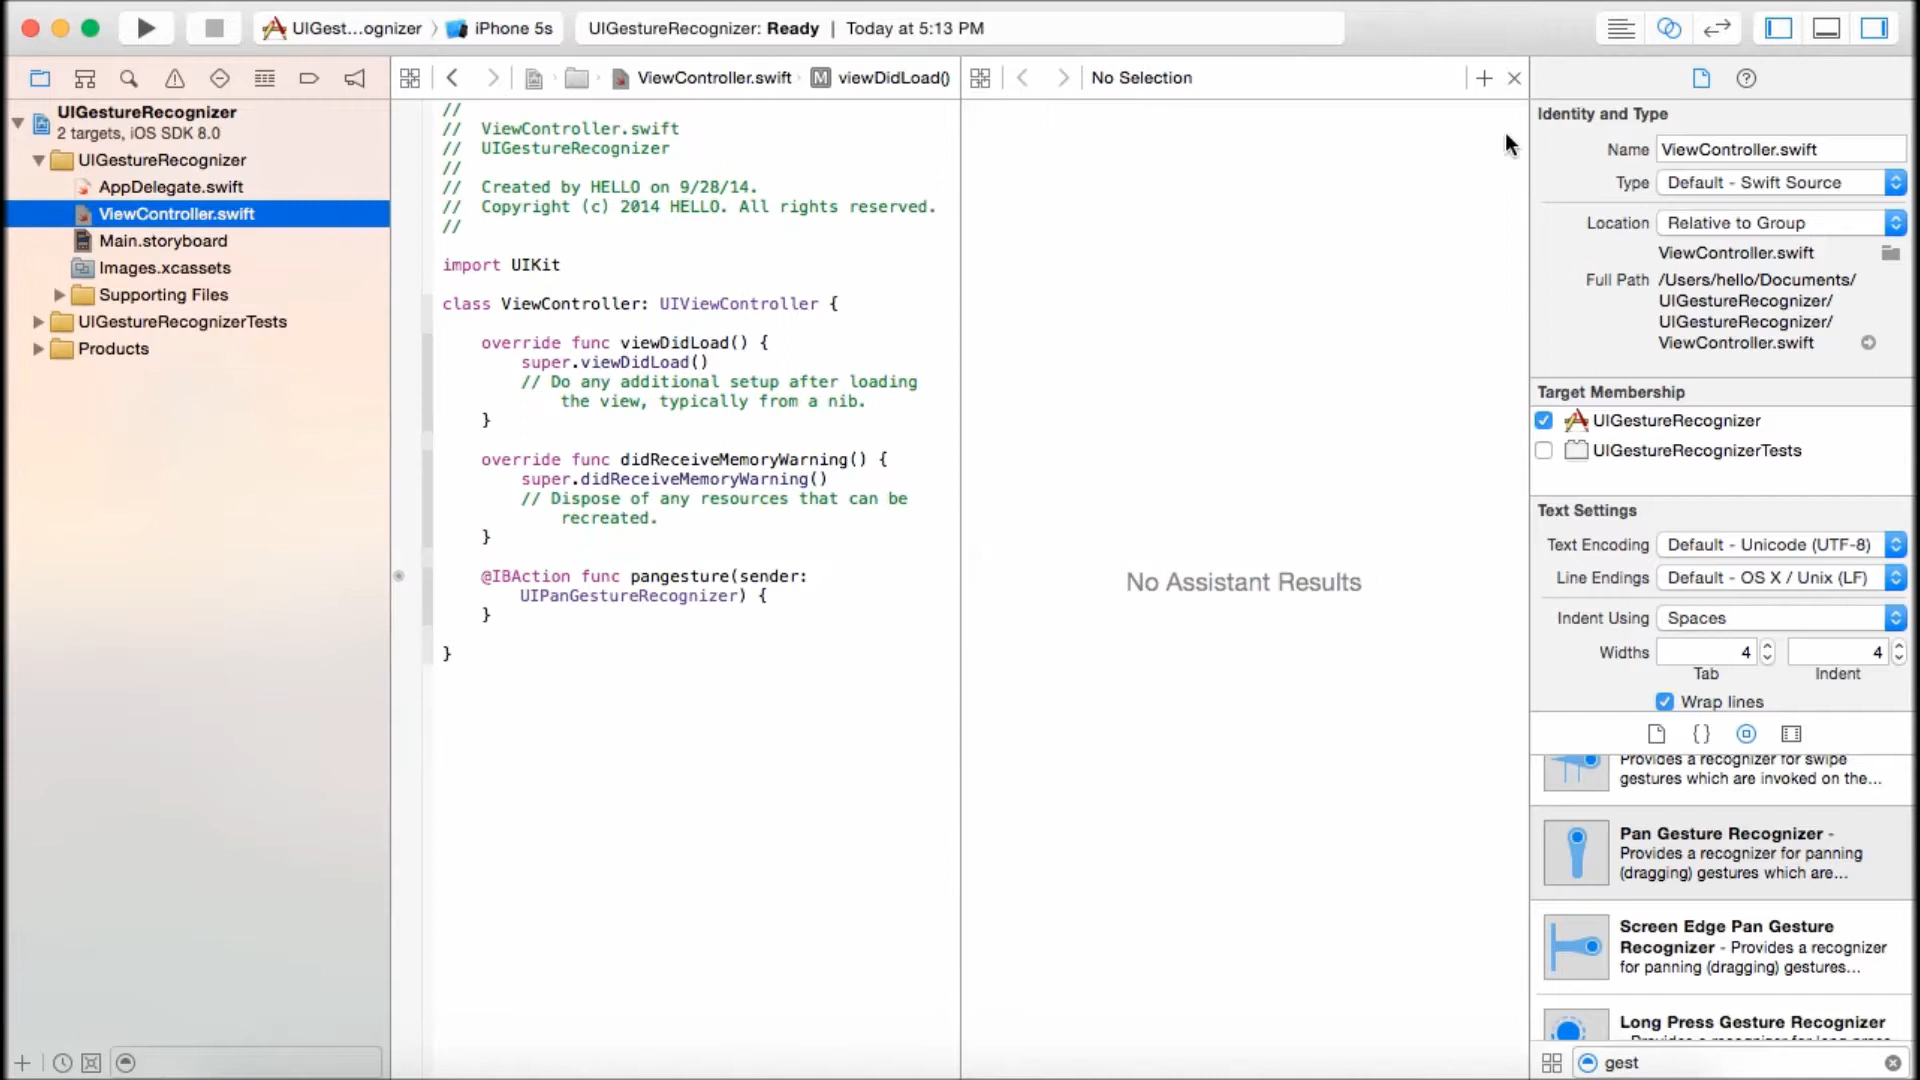 UIGest...ognizer
iPhone 5s
UIGestureRecognizer: Ready | Today at 5:13 PM
ViewController.swift
M viewDidLoad()
No Selection
UIGestureRecognizer
2 targets, iOS SDK 8.0
UIGestureRecognizer
AppDelegate.swift
ViewController.swift
Main.storyboard
Images.xcassets
Supporting Files
UIGestureRecognizerTests
Products
//
// ViewController.swift
// UIGestureRecognizer
//
// Created by HELLO on 9/28/14.
// Copyright (c) 2014 HELLO. All rights reserved.
//
import UIKit
class ViewController: UIViewController {
override func viewDidLoad() {
super.viewDidLoad()
// Do any additional setup after loading
the view, typically from a nib.
}
override func didReceiveMemoryWarning() {
super.didReceiveMemoryWarning()
// Dispose of any resources that can be
recreated.
}
@IBAction func pangesture(sender:
UIPanGestureRecognizer) {
}
}
No Assistant Results
Identity and Type
Name ViewController.swift
Type Default - Swift Source
Location Relative to Group
ViewController.swift
Full Path /Users/hello/Documents/
UIGestureRecognizer/
UIGestureRecognizer/
ViewController.swift
Target Membership
UIGestureRecognizer
UIGestureRecognizerTests
Text Settings
Text Encoding Default - Unicode (UTF-8)
Line Endings Default - OS X / Unix (LF)
Indent Using Spaces
Widths 4 4
Tab Indent
Wrap lines
{}
Provides a recognizer for swipe
gestures which are invoked on the...
Pan Gesture Recognizer -
Provides a recognizer for panning
(dragging) gestures which are...
Screen Edge Pan Gesture
Recognizer - Provides a recognizer
for panning (dragging) gestures...
Long Press Gesture Recognizer
gest